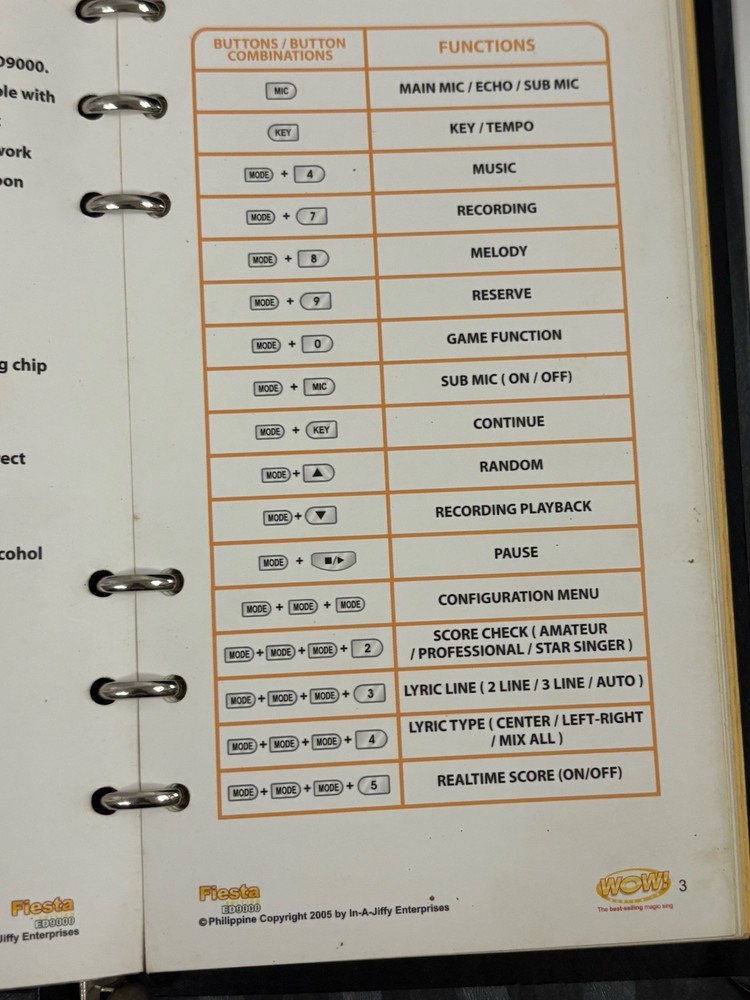 D9000.
ble with
work
oon
g chip
ect
cohol
Fiesta
ED9000
Jiffy Enterprises
BUTTONS / BUTTON
COMBINATIONS
FUNCTIONS
MIC
MAIN MIC / ECHO / SUB MIC
KEY
KEY / TEMPO
MODE + 4
MUSIC
MODE + 7
RECORDING
MODE + 8
MELODY
MODE + 9
RESERVE
MODE + 0
GAME FUNCTION
MODE + MIC
SUB MIC ( ON / OFF)
MODE + KEY
CONTINUE
MODE + ▲
RANDOM
MODE + ▼
RECORDING PLAYBACK
MODE + ■/▶
PAUSE
MODE + MODE + MODE
CONFIGURATION MENU
MODE + MODE + MODE + 2
SCORE CHECK ( AMATEUR
/ PROFESSIONAL / STAR SINGER )
MODE + MODE + MODE + 3
LYRIC LINE ( 2 LINE / 3 LINE / AUTO )
MODE + MODE + MODE + 4
LYRIC TYPE ( CENTER / LEFT-RIGHT
/ MIX ALL )
MODE + MODE + MODE + 5
REALTIME SCORE (ON/OFF)
Fiesta
ED9000
© Philippine Copyright 2005 by In-A-Jiffy Enterprises
WOW!
The best-selling magic sing
3